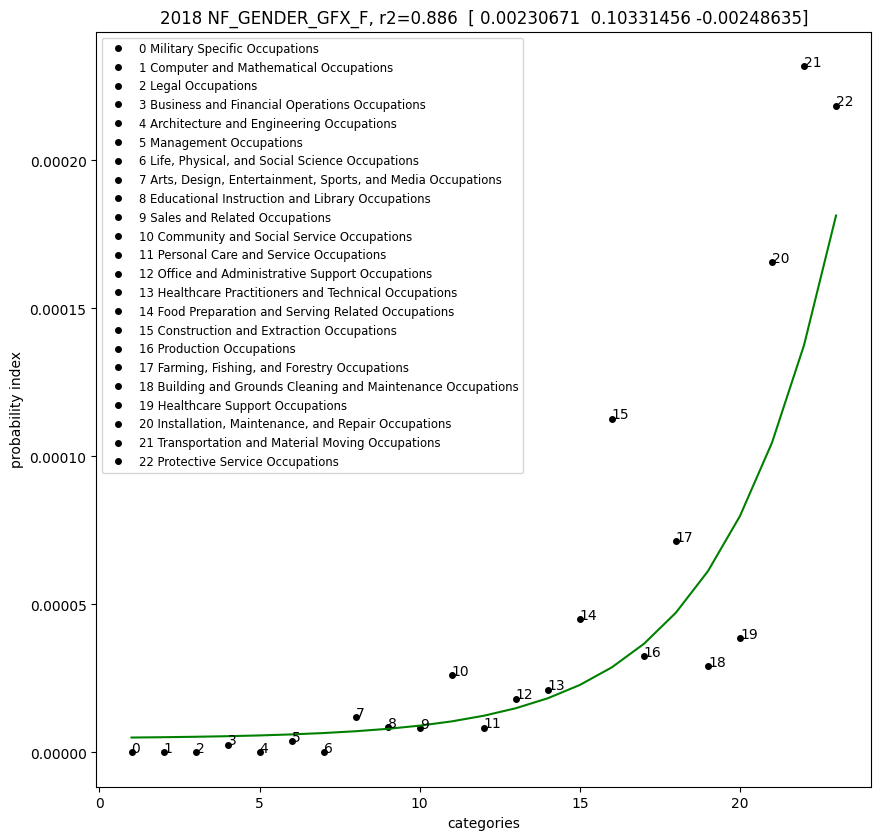 2018 NF_GENDER_GFX_F, r2=0.886  [ 0.00230671  0.10331456 -0.00248635]
0 Military Specific Occupations
1 Computer and Mathematical Occupations
2 Legal Occupations
3 Business and Financial Operations Occupations
4 Architecture and Engineering Occupations
5 Management Occupations
6 Life, Physical, and Social Science Occupations
7 Arts, Design, Entertainment, Sports, and Media Occupations
8 Educational Instruction and Library Occupations
9 Sales and Related Occupations
10 Community and Social Service Occupations
11 Personal Care and Service Occupations
12 Office and Administrative Support Occupations
13 Healthcare Practitioners and Technical Occupations
14 Food Preparation and Serving Related Occupations
15 Construction and Extraction Occupations
16 Production Occupations
17 Farming, Fishing, and Forestry Occupations
18 Building and Grounds Cleaning and Maintenance Occupations
19 Healthcare Support Occupations
20 Installation, Maintenance, and Repair Occupations
21 Transportation and Material Moving Occupations
22 Protective Service Occupations
probability index
0.00020
0.00015
0.00010
0.00005
0.00000
0
1
2
3
4
5
6
7
8
9
10
11
12
13
14
15
16
17
18
19
20
21
22
0
5
10
15
20
categories